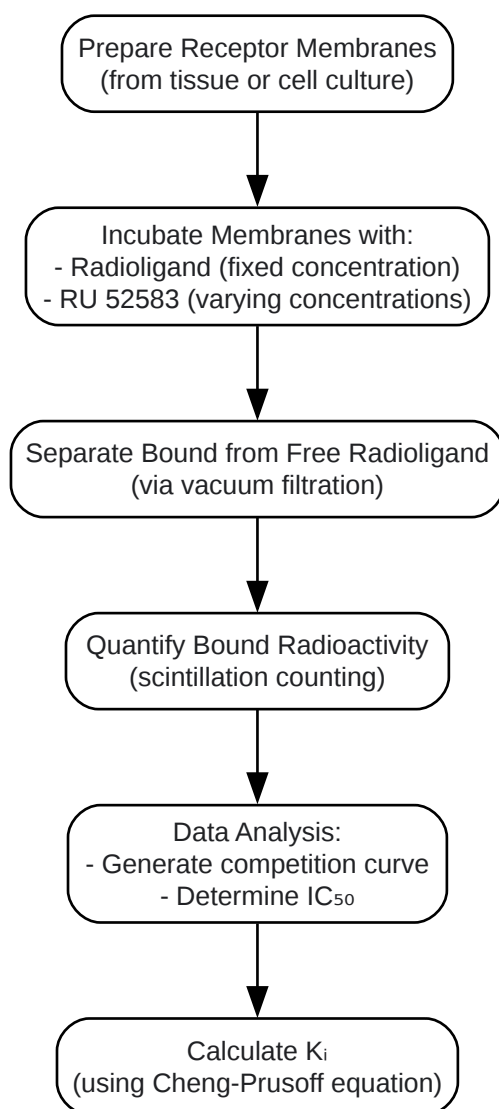 Prepare Receptor Membranes
(from tissue or cell culture)
Incubate Membranes with:
- Radioligand (fixed concentration)
- RU 52583 (varying concentrations)
Separate Bound from Free Radioligand
(via vacuum filtration)
Quantify Bound Radioactivity
(scintillation counting)
Data Analysis:
- Generate competition curve
- Determine IC₅₀
Calculate Kᵢ
(using Cheng-Prusoff equation)